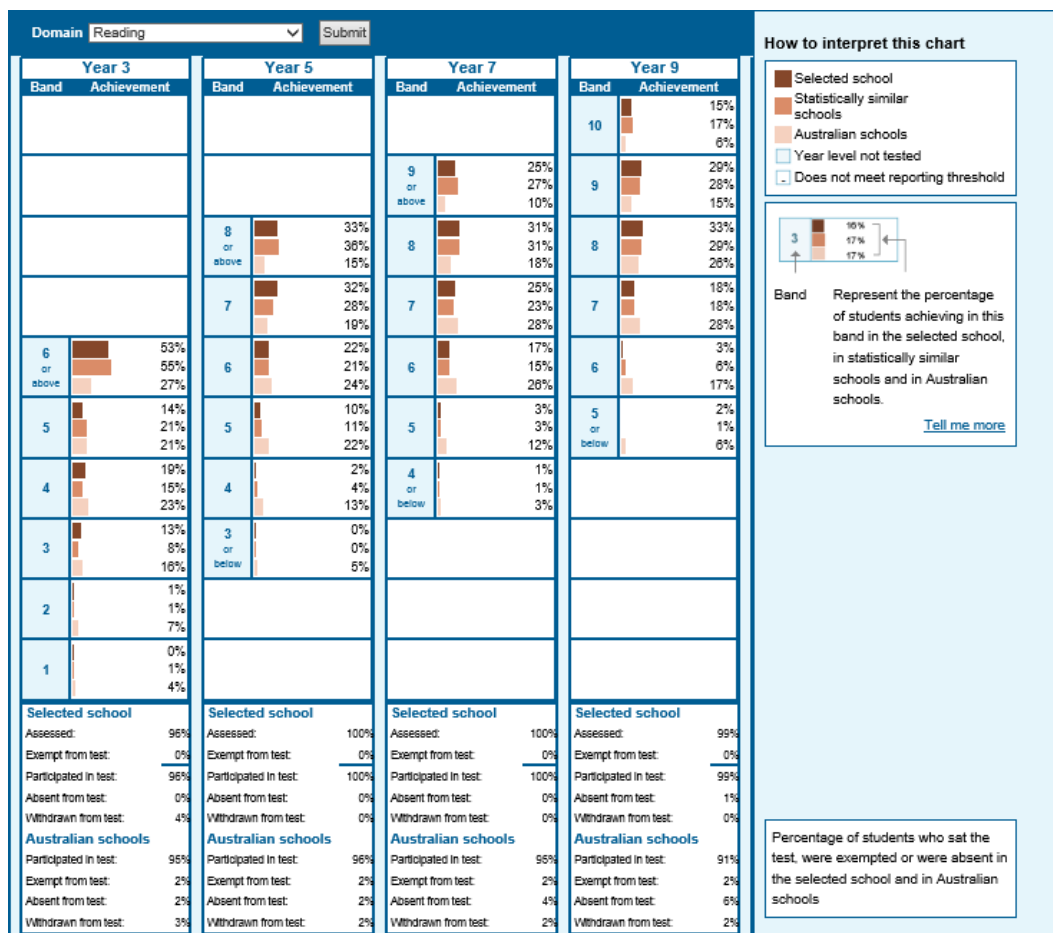 Domain Reading Submit
Year 3 Year 5 Year 7 Year 9
Band Achievement Band Achievement Band Achievement Band Achievement
10 15% 17% 6%
9 or above 25% 27% 10%
9 29% 28% 15%
8 or above 33% 36% 15%
8 31% 31% 18%
8 33% 29% 26%
7 32% 28% 19%
7 25% 23% 28%
7 18% 18% 28%
6 or above 53% 55% 27%
6 22% 21% 24%
6 17% 15% 26%
6 3% 6% 17%
5 14% 21% 21%
5 10% 11% 22%
5 3% 3% 12%
5 or below 2% 1% 6%
4 19% 15% 23%
4 2% 4% 13%
4 or below 1% 1% 3%
3 13% 8% 16%
3 or below 0% 0% 5%
2 1% 1% 7%
1 0% 1% 4%
Selected school Selected school Selected school Selected school
Assessed: 96% Assessed: 100% Assessed: 100% Assessed: 99%
Exempt from test: 0% Exempt from test: 0% Exempt from test: 0% Exempt from test: 0%
Participated in test: 96% Participated in test: 100% Participated in test: 100% Participated in test: 99%
Absent from test: 0% Absent from test: 0% Absent from test: 0% Absent from test: 1%
Withdrawn from test: 4% Withdrawn from test: 0% Withdrawn from test: 0% Withdrawn from test: 0%
Australian schools Australian schools Australian schools Australian schools
Participated in test: 95% Participated in test: 96% Participated in test: 95% Participated in test: 91%
Exempt from test: 2% Exempt from test: 2% Exempt from test: 2% Exempt from test: 2%
Absent from test: 2% Absent from test: 2% Absent from test: 4% Absent from test: 6%
Withdrawn from test: 3% Withdrawn from test: 2% Withdrawn from test: 2% Withdrawn from test: 2%
How to interpret this chart
Selected school
Statistically similar
schools
Australian schools
Year level not tested
- Does not meet reporting threshold
16%
3 17%
17%
Band Represent the percentage
of students achieving in this
band in the selected school,
in statistically similar
schools and in Australian
schools.
Tell me more
Percentage of students who sat the
test, were exempted or were absent in
the selected school and in Australian
schools